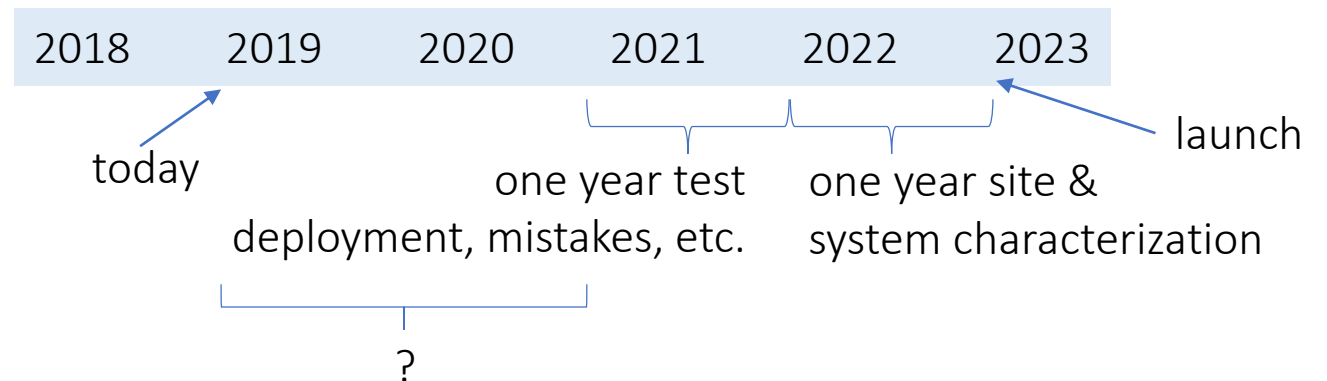 2018 2019 2020 2021 2022 2023
today
launch
one year test
deployment, mistakes, etc.
one year site &
system characterization
?